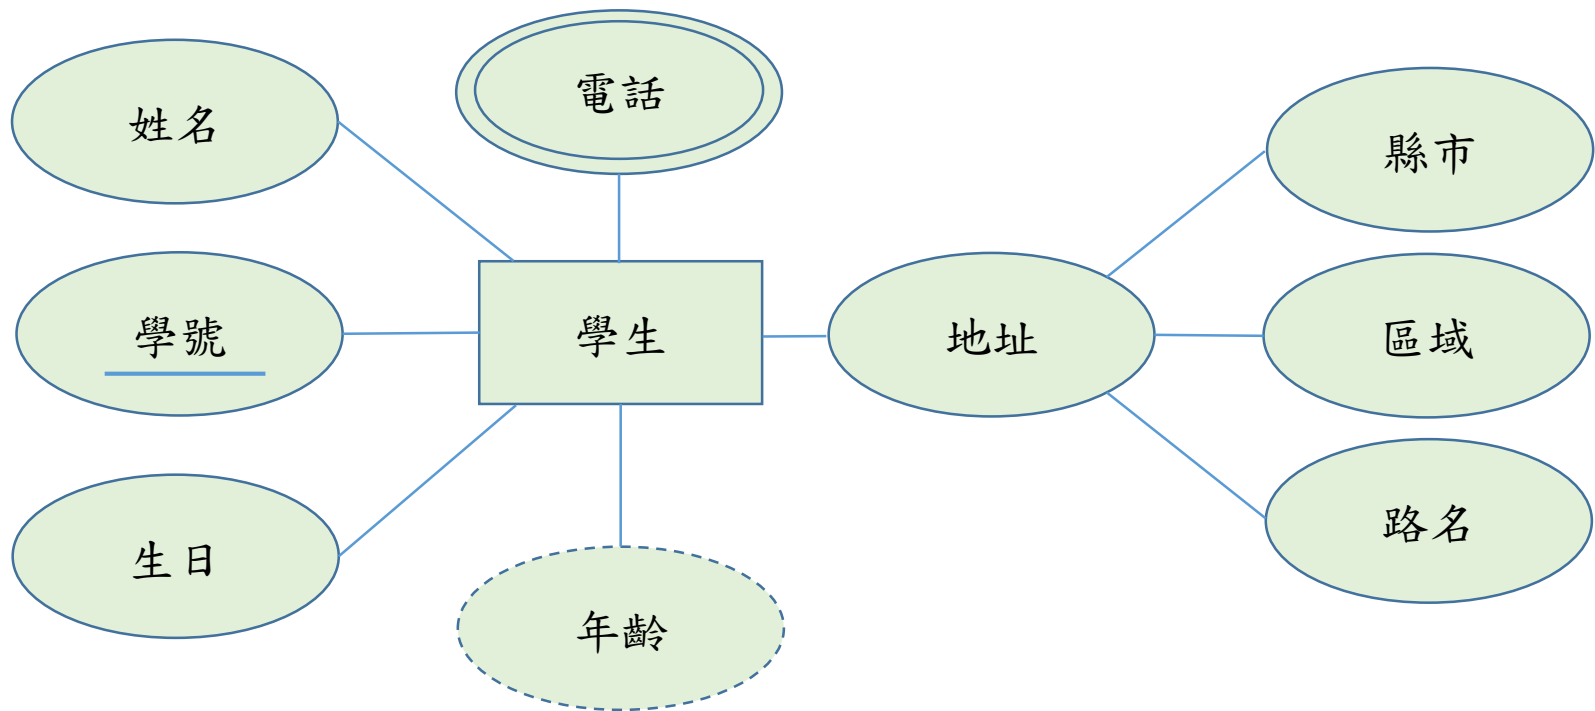 電話
姓名
縣市
學號
學生
地址
區域
路名
生日
年齡